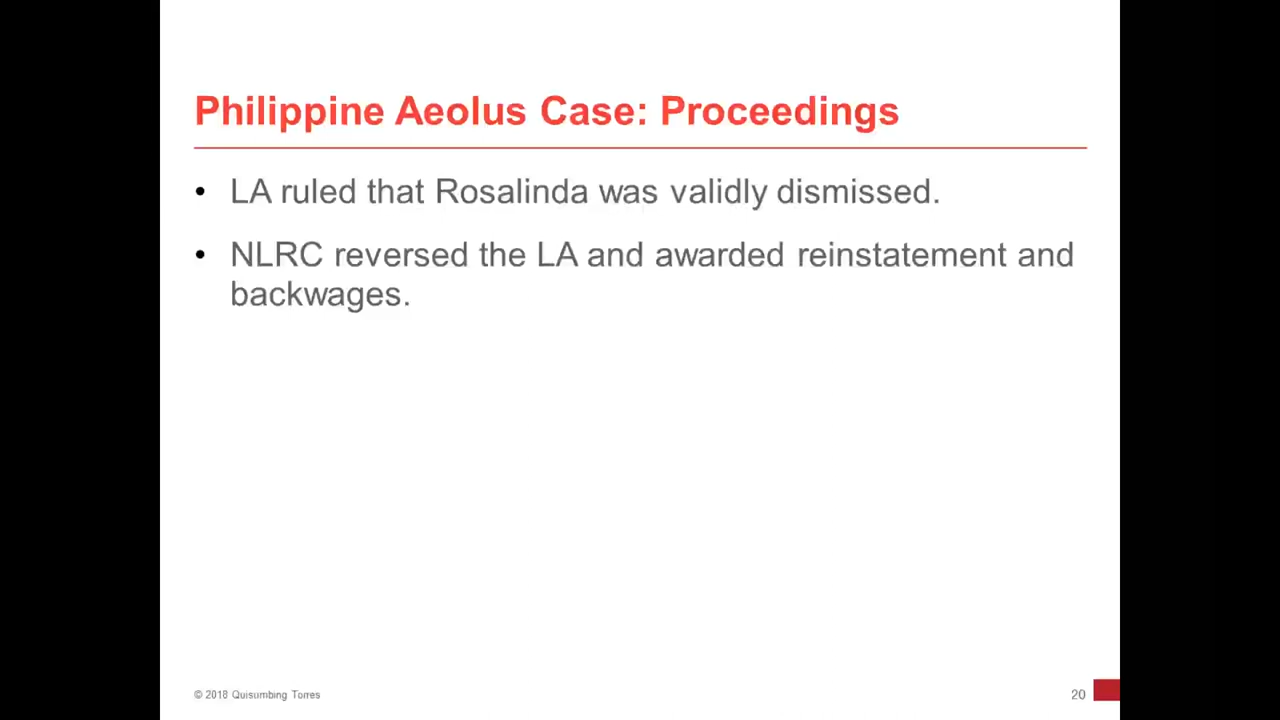 Philippine Aeolus Case: Proceedings
• LA ruled that Rosalinda was validly dismissed.
• NLRC reversed the LA and awarded reinstatement and
backwages.
© 2018 Quisumbing Torres
20